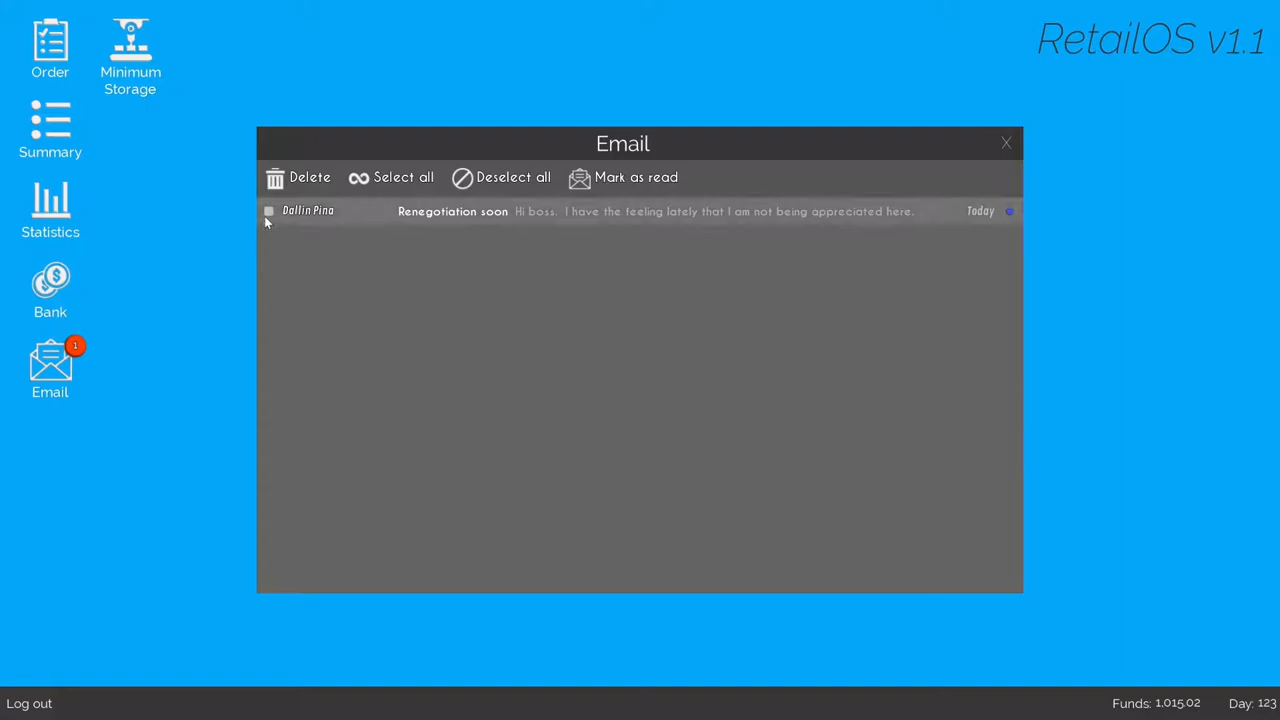 RetailOS v1.1
Order
Minimum
Storage
Summary
Statistics
Bank
1
Email
Email
X
Delete
Select all
Deselect all
Mark as read
Dallin Pina
Renegotiation soon
Hi boss. I have the feeling lately that I am not being appreciated here.
Today
Log out
Funds: 1,015.02
Day: 123